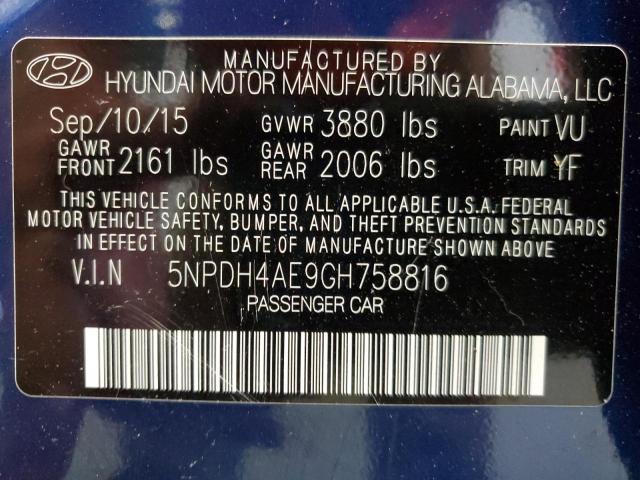 MANUFACTURED BY
HYUNDAI MOTOR MANUFACTURING ALABAMA, LLC
Sep/10/15 GVWR 3880 lbs PAINT VU
GAWR FRONT 2161 lbs GAWR REAR 2006 lbs TRIM YF
THIS VEHICLE CONFORMS TO ALL APPLICABLE U.S.A. FEDERAL
MOTOR VEHICLE SAFETY, BUMPER, AND THEFT PREVENTION STANDARDS
IN EFFECT ON THE DATE OF MANUFACTURE SHOWN ABOVE
V.I.N 5NPDH4AE9GH758816
PASSENGER CAR